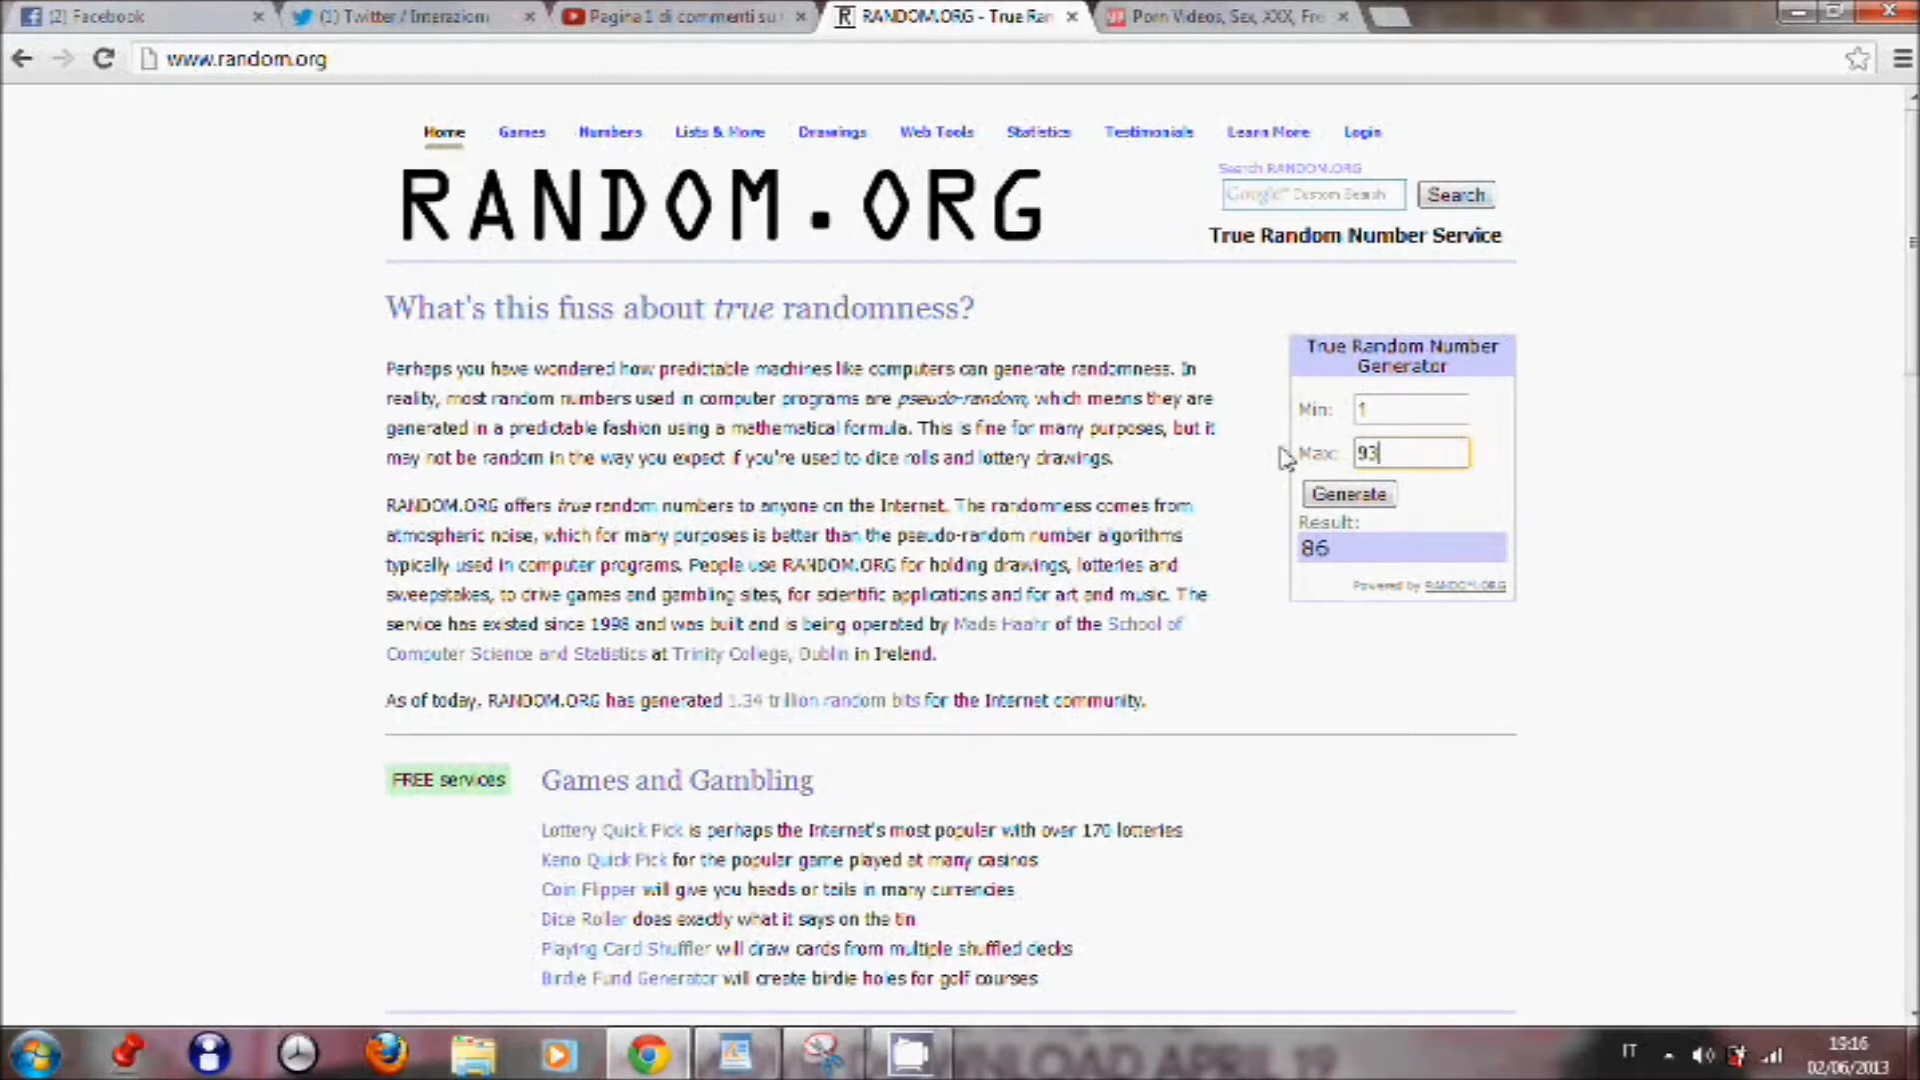 (2) Facebook
(1) Twitter / Interazioni
Pagina 1 di commenti su
RANDOM.ORG - True Ran
Porn Videos, Sex, XXX, Fre
www.random.org
Home Games Numbers Lists & More Drawings Web Tools Statistics Testimonials Learn More Login
RANDOM.ORG
Search RANDOM.ORG
Google™ Custom Search Search
True Random Number Service
What's this fuss about true randomness?
Perhaps you have wondered how predictable machines like computers can generate randomness. In
reality, most random numbers used in computer programs are pseudo-random, which means they are
generated in a predictable fashion using a mathematical formula. This is fine for many purposes, but it
may not be random in the way you expect if you're used to dice rolls and lottery drawings.
RANDOM.ORG offers true random numbers to anyone on the Internet. The randomness comes from
atmospheric noise, which for many purposes is better than the pseudo-random number algorithms
typically used in computer programs. People use RANDOM.ORG for holding drawings, lotteries and
sweepstakes, to drive games and gambling sites, for scientific applications and for art and music. The
service has existed since 1998 and was built and is being operated by Mads Haahr of the School of
Computer Science and Statistics at Trinity College, Dublin in Ireland.
As of today, RANDOM.ORG has generated 1.34 trillion random bits for the Internet community.
True Random Number
Generator
Min: 1
Max: 93
Generate
Result:
86
Powered by RANDOM.ORG
FREE services
Games and Gambling
Lottery Quick Pick is perhaps the Internet's most popular with over 170 lotteries
Keno Quick Pick for the popular game played at many casinos
Coin Flipper will give you heads or tails in many currencies
Dice Roller does exactly what it says on the tin
Playing Card Shuffler will draw cards from multiple shuffled decks
Birdie Fund Generator will create birdie holes for golf courses
DOWNLOAD APRIL 19
IT
19:16
02/06/2013